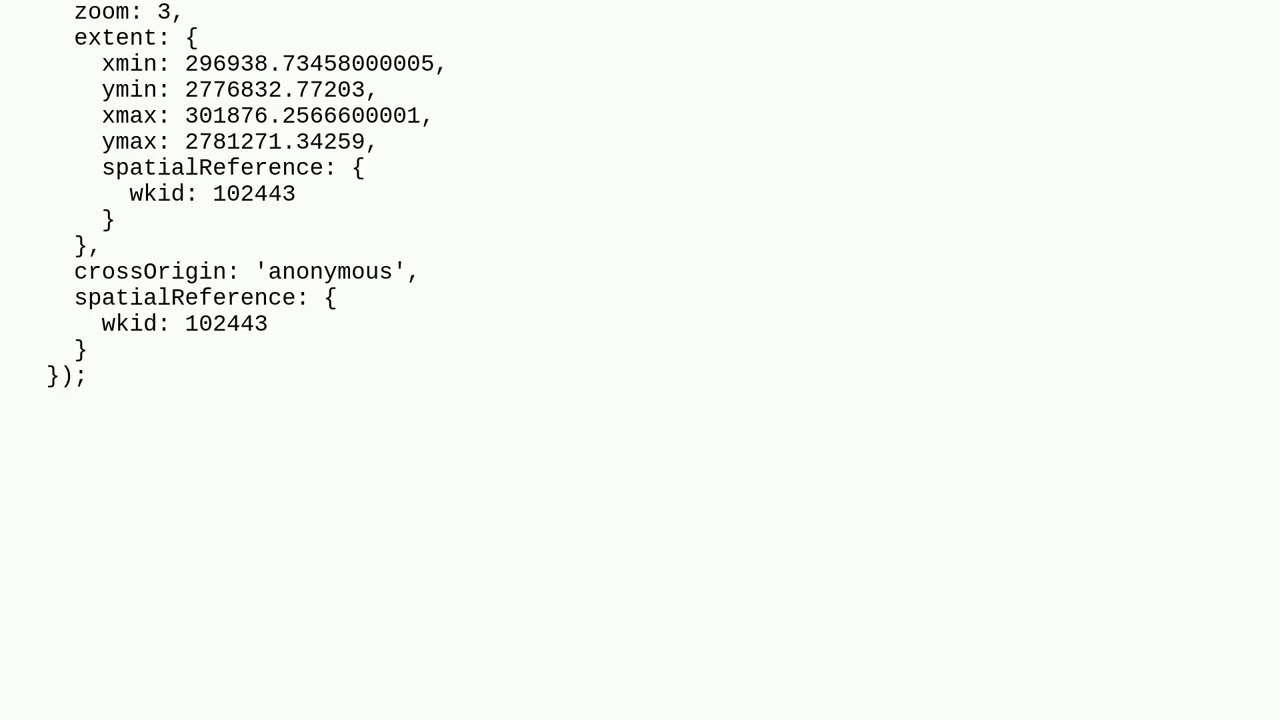 zoom: 3,
extent: {
xmin: 296938.73458000005,
ymin: 2776832.77203,
xmax: 301876.2566600001,
ymax: 2781271.34259,
spatialReference: {
wkid: 102443
}
},
crossOrigin: 'anonymous',
spatialReference: {
wkid: 102443
}
});